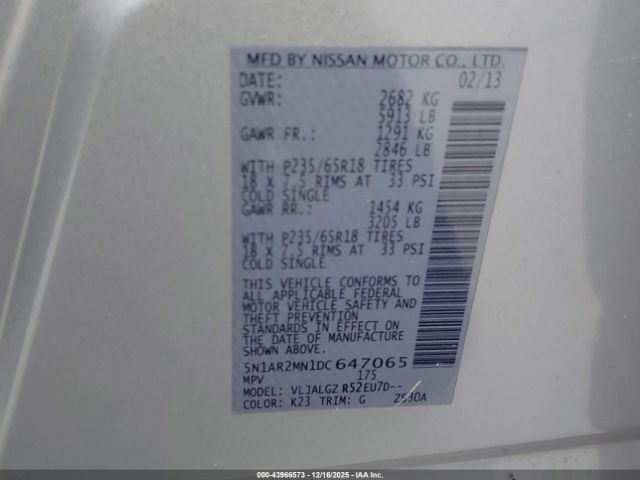 MFD BY NISSAN MOTOR CO., LTD.
DATE: 02/13
GVWR: 2682 KG
5913 LB
GAWR FR.: 1291 KG
2846 LB
WITH P235/65R18 TIRES
18 X 7.5 RIMS AT 33 PSI
COLD SINGLE
GAWR RR.: 1454 KG
3205 LB
WITH P235/65R18 TIRES
18 X 7.5 RIMS AT 33 PSI
COLD SINGLE
THIS VEHICLE CONFORMS TO
ALL APPLICABLE FEDERAL
MOTOR VEHICLE SAFETY AND
THEFT PREVENTION
STANDARDS IN EFFECT ON
THE DATE OF MANUFACTURE
SHOWN ABOVE.
5N1AR2MN1DC647065
MPV 175
MODEL: VLJALGZ R52EU7D--
COLOR: K23 TRIM: G
000-43966573 - 12/16/2025 - IAAI.com